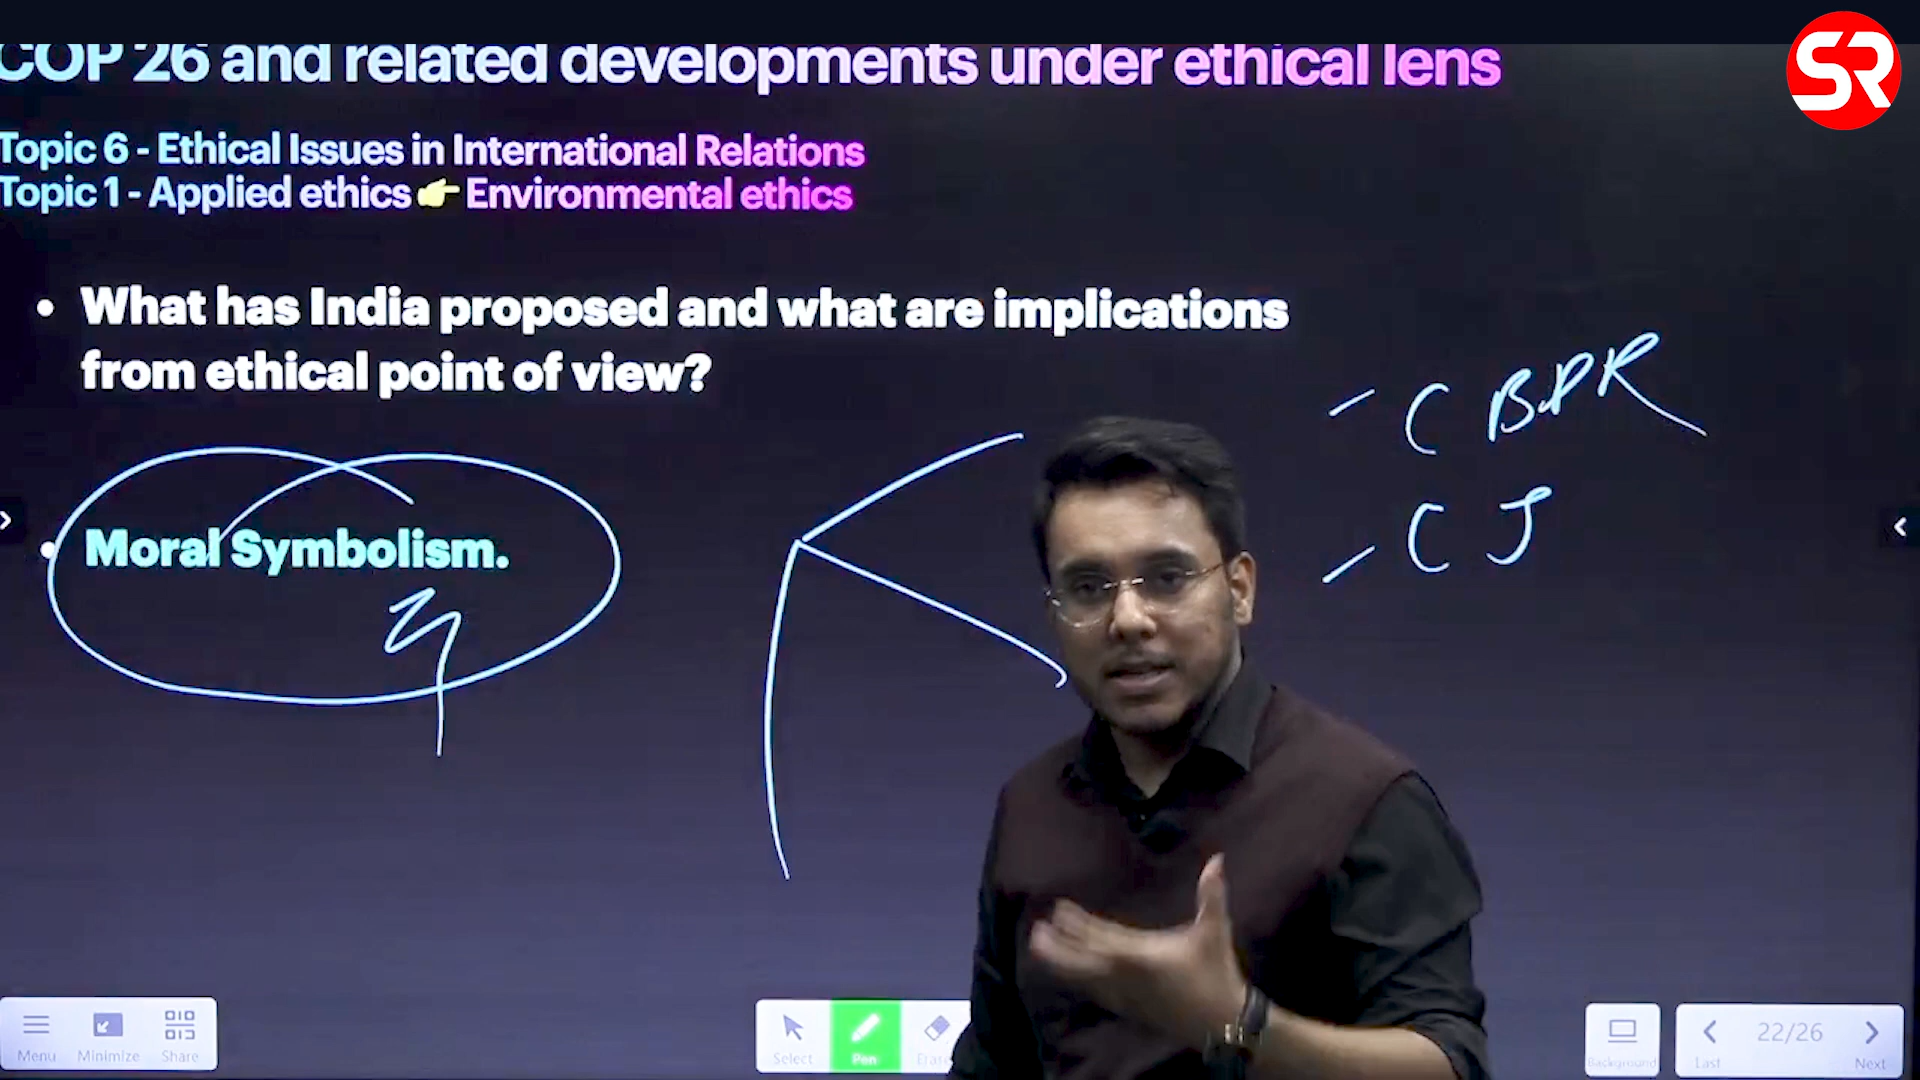 SR
COP 26 and related developments under ethical lens
Topic 6 - Ethical Issues in International Relations
Topic 1 - Applied ethics 👉 Environmental ethics
• What has India proposed and what are implications
from ethical point of view?
- C BPR
- C J
• Moral Symbolism.
Menu Minimize Share
Select Pen
Background
Last 22/26 Next